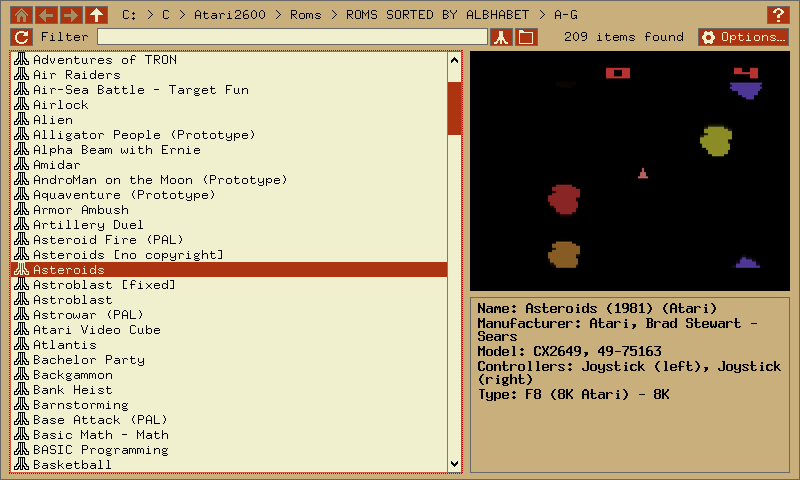 C: > C > Atari2600 > Roms > ROMS SORTED BY ALBHABET > A-G ?
Filter 209 items found Options…
Adventures of TRON
Air Raiders
Air-Sea Battle - Target Fun
Airlock
Alien
Alligator People (Prototype)
Alpha Beam with Ernie
Amidar
AndroMan on the Moon (Prototype)
Aquaventure (Prototype)
Armor Ambush
Artillery Duel
Asteroid Fire (PAL)
Asteroids [no copyright]
Asteroids
Astroblast [fixed]
Astroblast
Astrowar (PAL)
Atari Video Cube
Atlantis
Bachelor Party
Backgammon
Bank Heist
Barnstorming
Base Attack (PAL)
Basic Math - Math
BASIC Programming
Basketball
0 4
Name: Asteroids (1981) (Atari)
Manufacturer: Atari, Brad Stewart -
Sears
Model: CX2649, 49-75163
Controllers: Joystick (left), Joystick
(right)
Type: F8 (8K Atari) - 8K